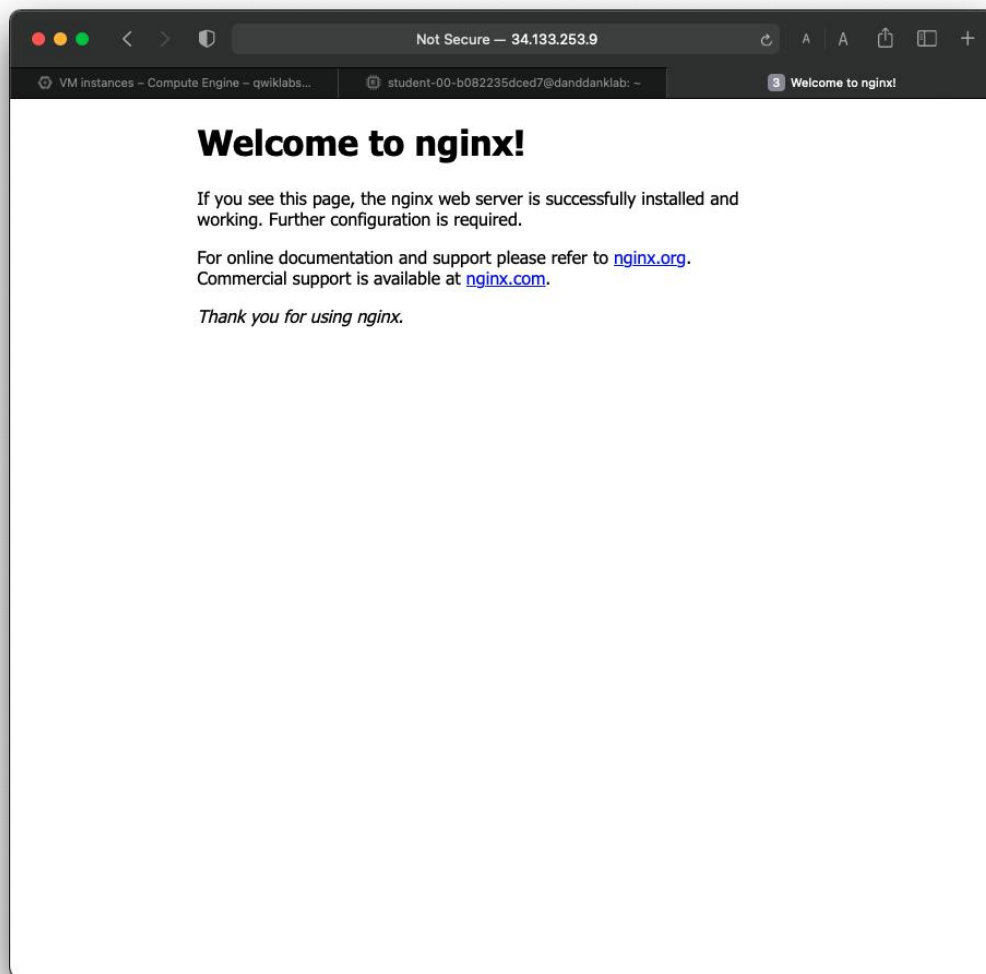 Not Secure — 34.133.253.9
A A
VM instances – Compute Engine – qwiklabs...
student-00-b082235dced7@danddanklab: ~
3 Welcome to nginx!
Welcome to nginx!
If you see this page, the nginx web server is successfully installed and
working. Further configuration is required.
For online documentation and support please refer to nginx.org.
Commercial support is available at nginx.com.
Thank you for using nginx.